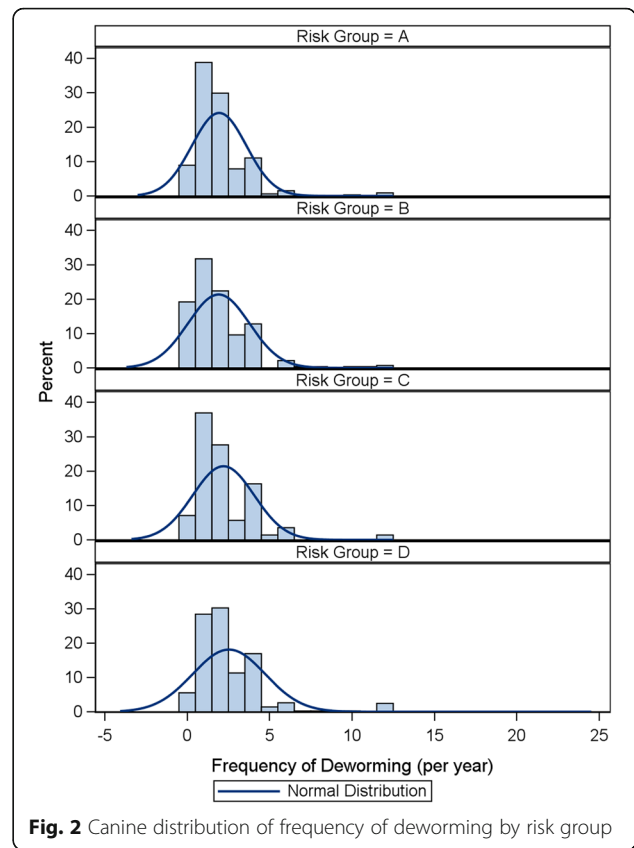 Risk Group = A
40
30
20
10
0
Risk Group = B
40
30
20
10
0
Percent
Risk Group = C
40
30
20
10
0
Risk Group = D
40
30
20
10
0
-5 0 5 10 15 20 25
Frequency of Deworming (per year)
Normal Distribution
Fig. 2 Canine distribution of frequency of deworming by risk group